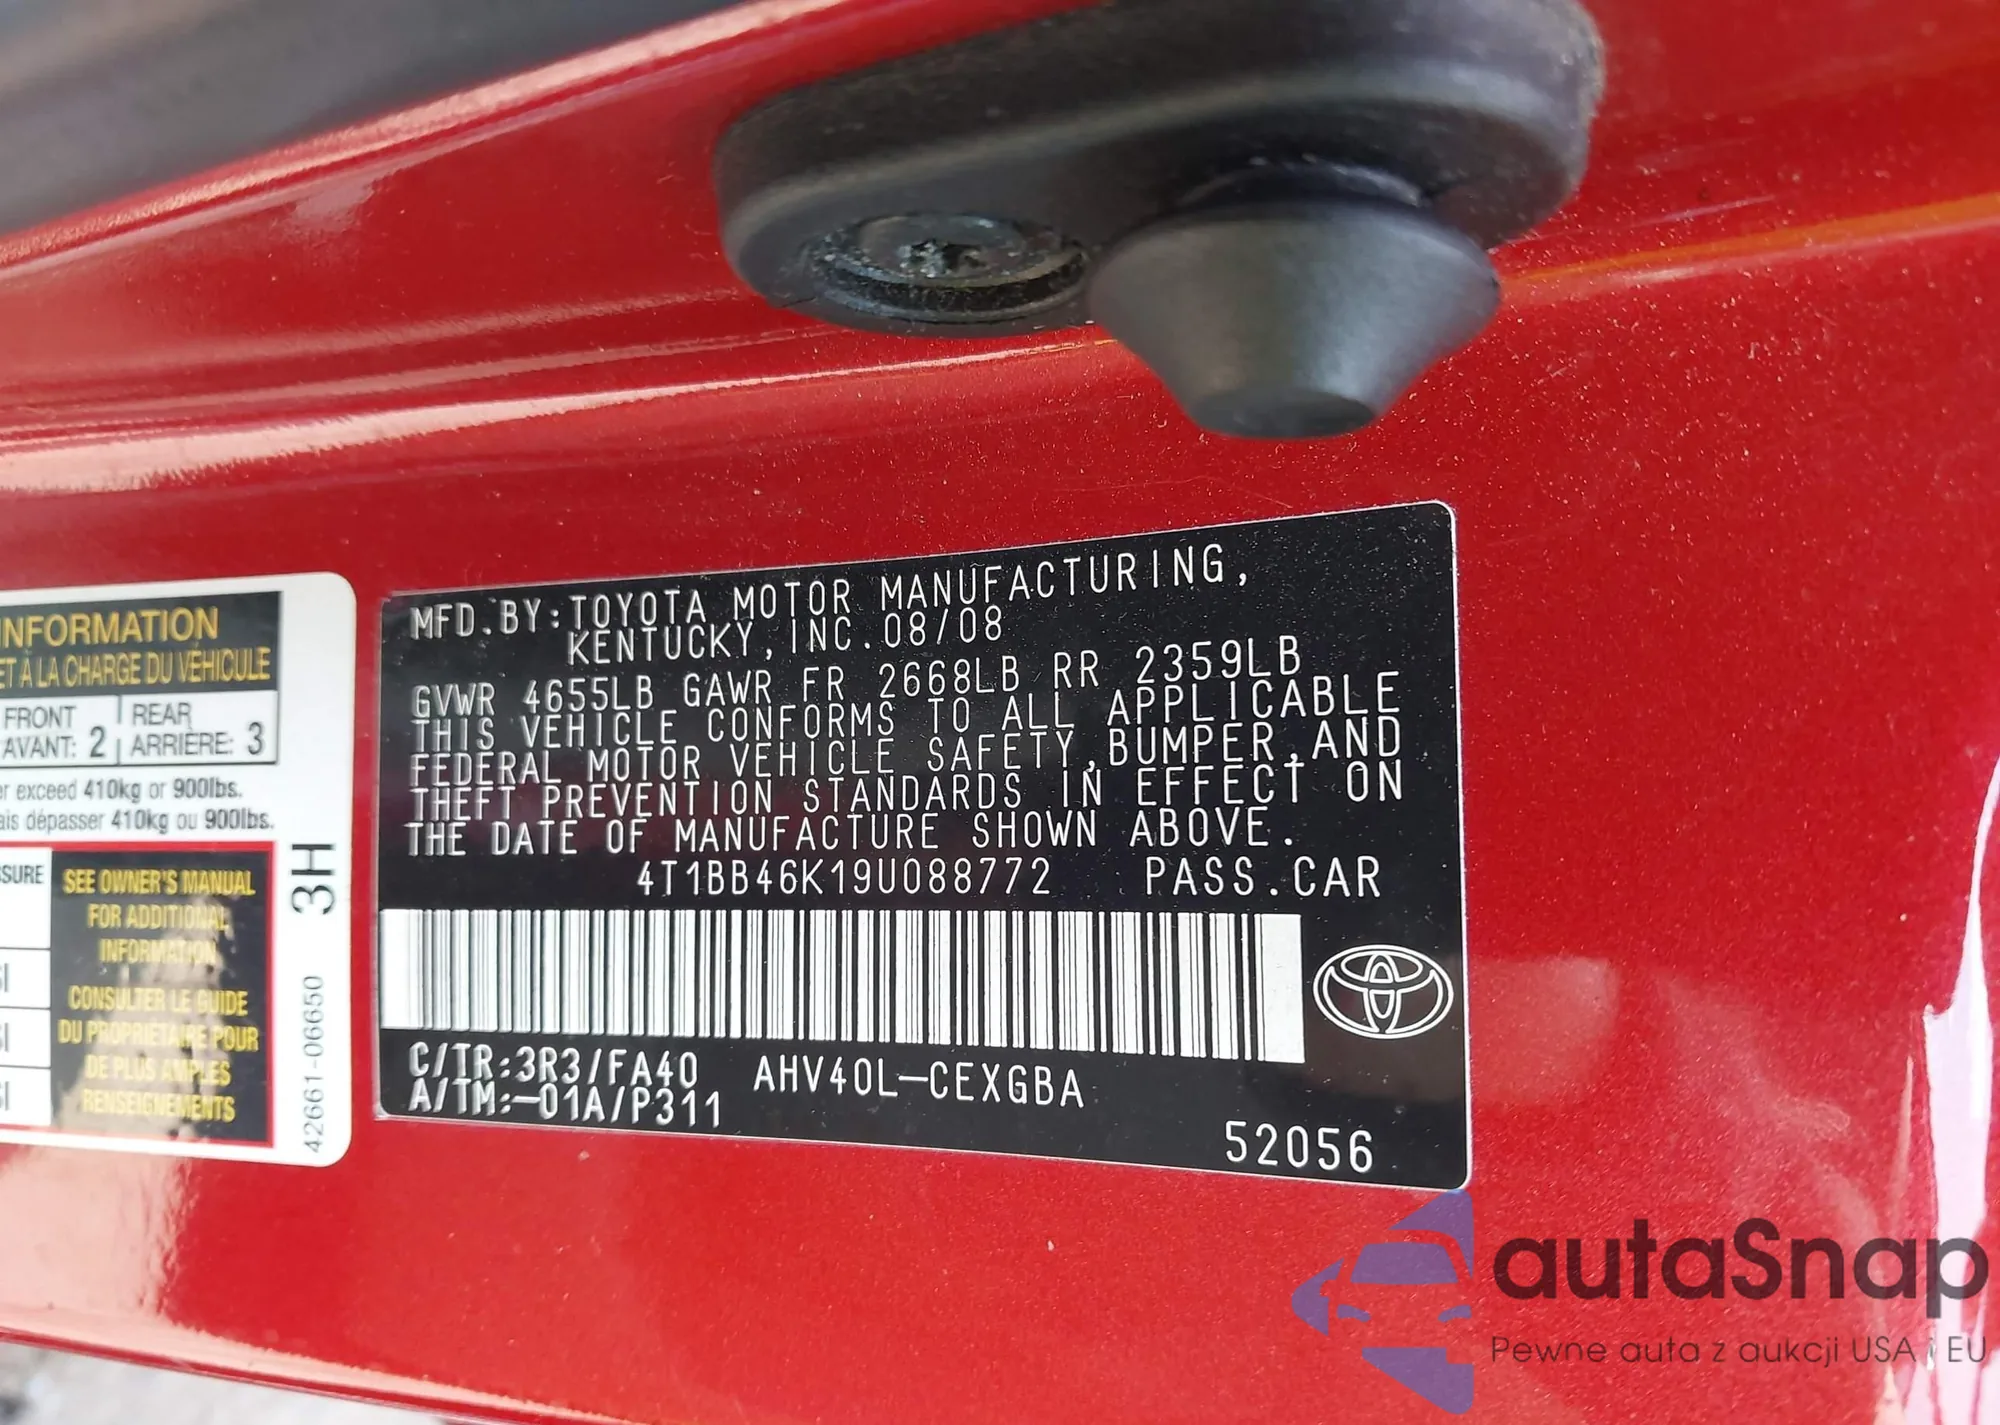 INFORMATION
ET À LA CHARGE DU VÉHICULE
FRONT
AVANT: 2
REAR
ARRIÈRE: 3
er exceed 410kg or 900lbs.
ais dépasser 410kg ou 900lbs.
SSURE
SEE OWNER'S MANUAL
FOR ADDITIONAL
INFORMATION
CONSULTER LE GUIDE
DU PROPRIÉTAIRE POUR
DE PLUS AMPLES
RENSEIGNEMENTS
3H
42661-06650
MFD.BY:TOYOTA MOTOR MANUFACTURING,
KENTUCKY,INC.08/08
GVWR 4655LB GAWR FR 2668LB RR 2359LB
THIS VEHICLE CONFORMS TO ALL APPLICABLE
FEDERAL MOTOR VEHICLE SAFETY,BUMPER,AND
THEFT PREVENTION STANDARDS IN EFFECT ON
THE DATE OF MANUFACTURE SHOWN ABOVE.
4T1BB46K19U088772 PASS.CAR
C/TR:3R3/FA40 AHV40L-CEXGBA
A/TM:-01A/P311
52056
autaSnap
Pewne auta z aukcji USA i EU